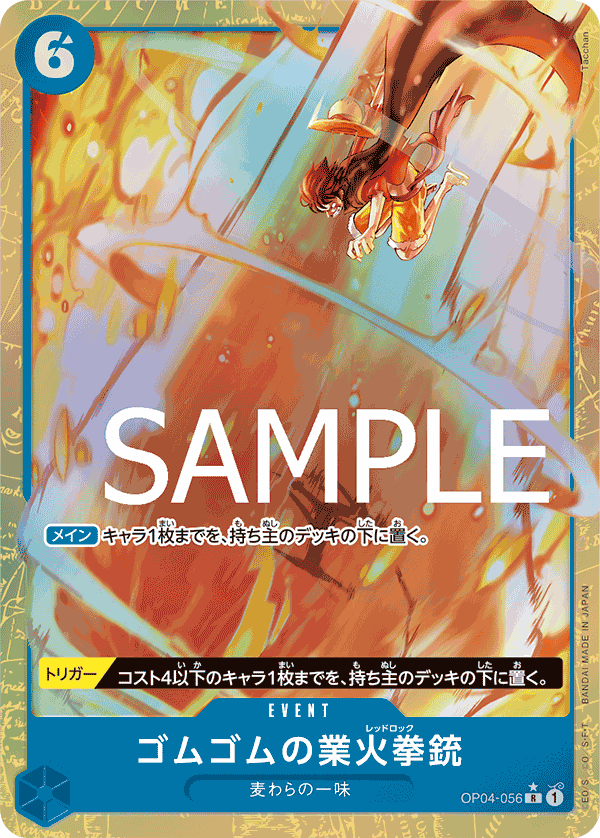 6
Tacchan
SAMPLE
メイン キャラ1枚までを、持ち主のデッキの下に置く。
トリガー コスト4以下のキャラ1枚までを、持ち主のデッキの下に置く。
EVENT
ゴムゴムの業火拳銃
レッドロック
麦わらの一味
OP04-056 R 1
BANDAI MADE IN JAPAN